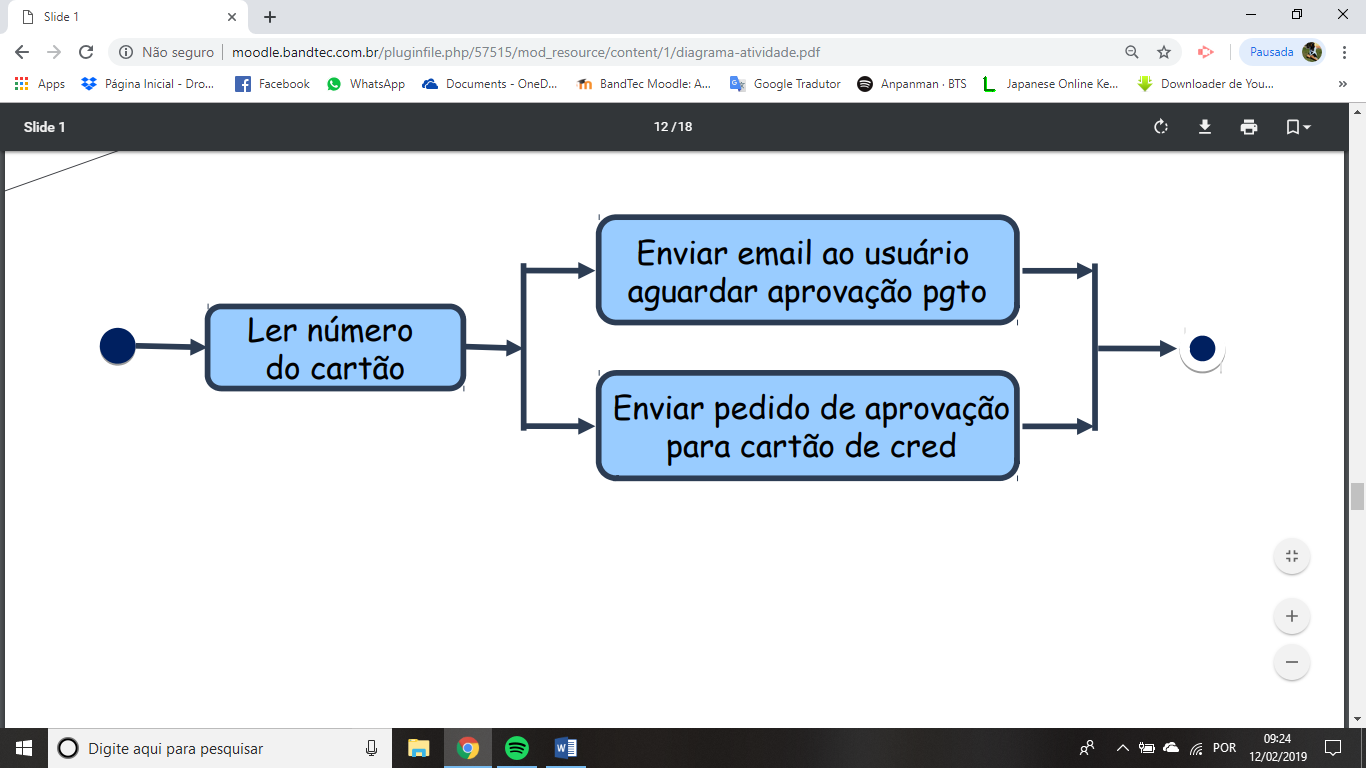 Slide 1
Não seguro
moodle.bandtec.com.br/pluginfile.php/57515/mod_resource/content/1/diagrama-atividade.pdf
Pausada
Apps
Página Inicial - Dro...
Facebook
WhatsApp
Documents - OneD...
BandTec Moodle: A...
Google Tradutor
Anpanman · BTS
Japanese Online Ke...
Downloader de You...
»
Slide 1
12 / 18
Enviar email ao usuário
aguardar aprovação pgto
Ler número
do cartão
Enviar pedido de aprovação
para cartão de cred
Digite aqui para pesquisar
POR
09:24
12/02/2019